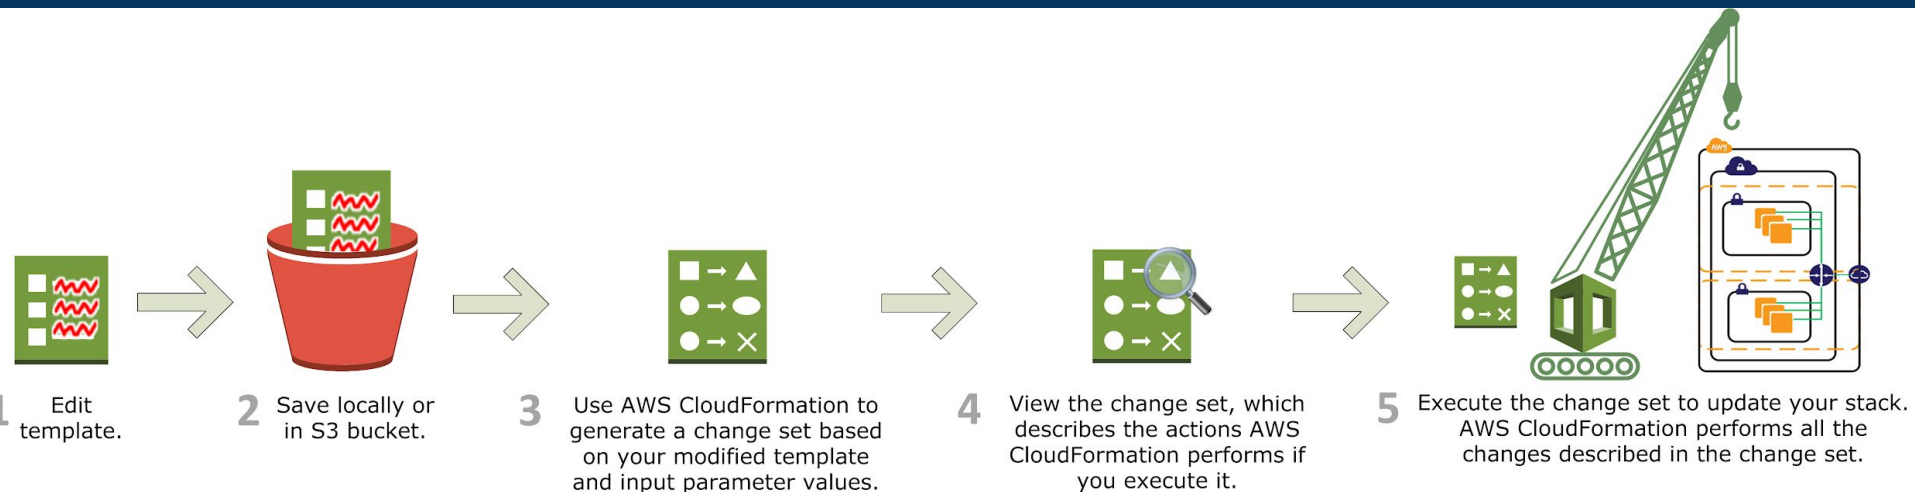 AWS
1 Edit
template.
2 Save locally or
in S3 bucket.
3 Use AWS CloudFormation to
generate a change set based
on your modified template
and input parameter values.
4 View the change set, which
describes the actions AWS
CloudFormation performs if
you execute it.
5 Execute the change set to update your stack.
AWS CloudFormation performs all the
changes described in the change set.